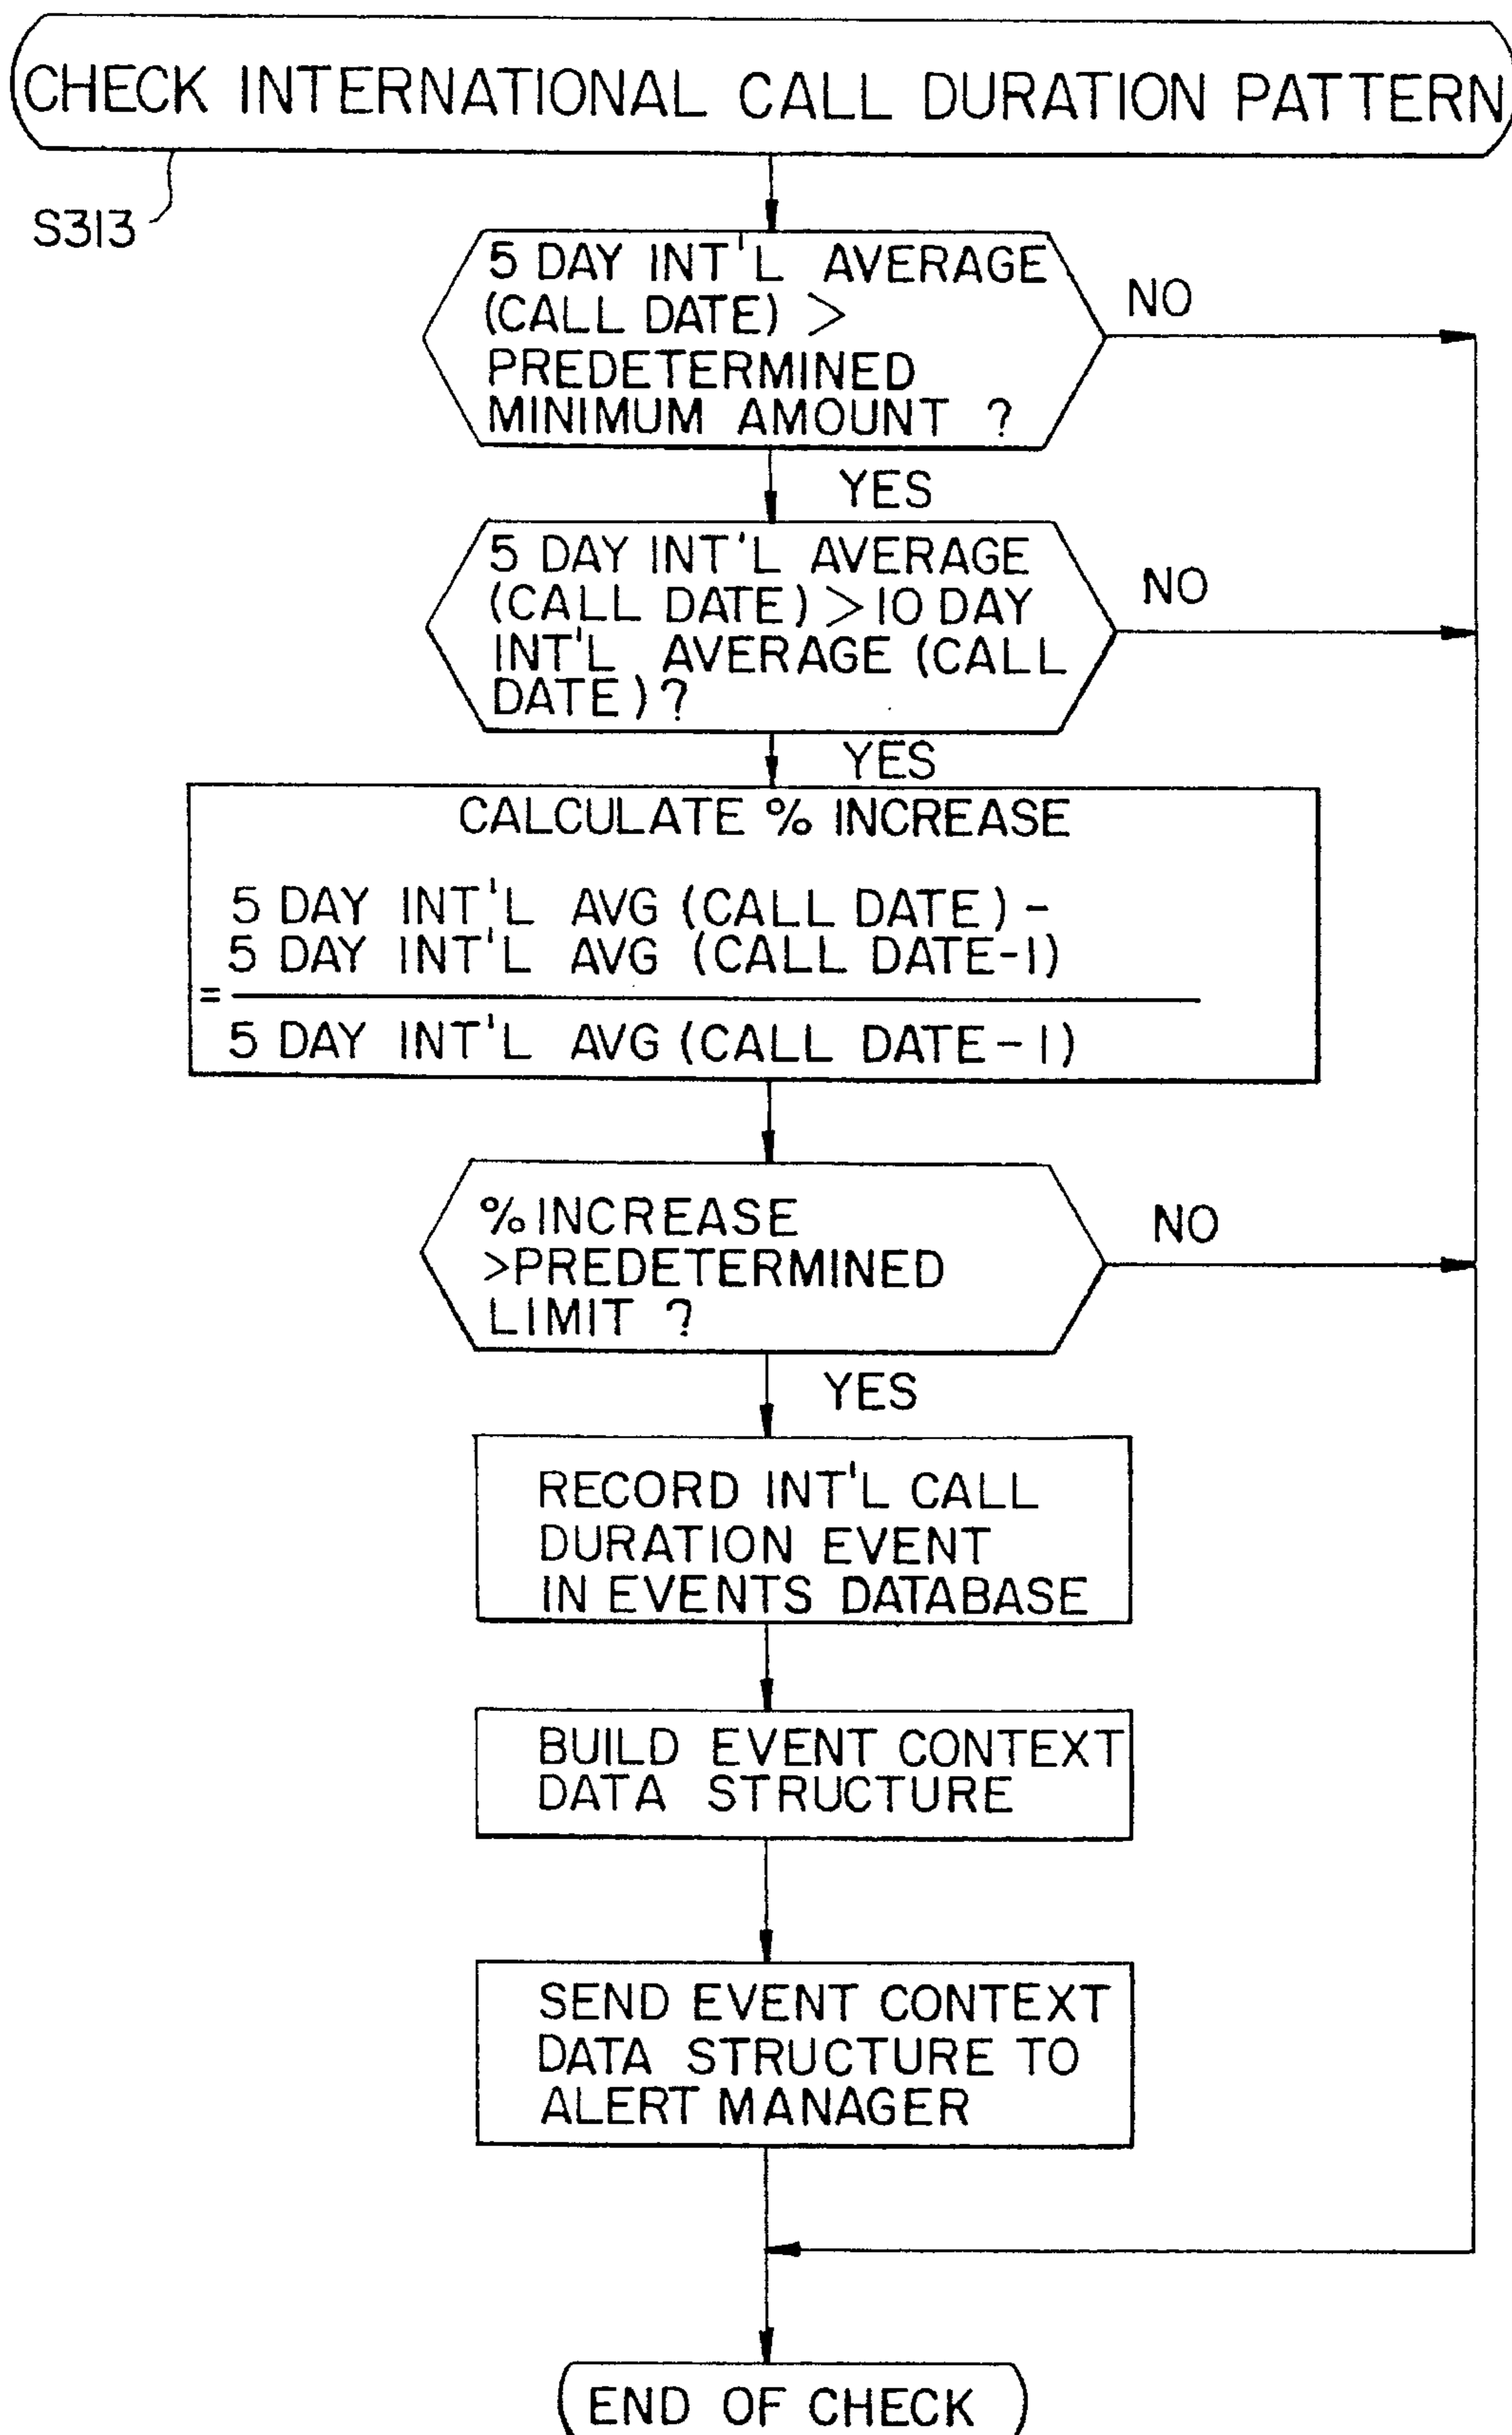 CHECK INTERNATIONAL CALL DURATION PATTERN
S313
5 DAY INT'L AVERAGE
(CALL DATE) >
PREDETERMINED
MINIMUM AMOUNT ?
NO
YES
5 DAY INT'L AVERAGE
(CALL DATE) > 10 DAY
INT'L AVERAGE (CALL
DATE) ?
NO
YES
CALCULATE % INCREASE
5 DAY INT'L AVG (CALL DATE) -
5 DAY INT'L AVG (CALL DATE-1)
=
5 DAY INT'L AVG (CALL DATE-1)
% INCREASE
>PREDETERMINED
LIMIT ?
NO
YES
RECORD INT'L CALL
DURATION EVENT
IN EVENTS DATABASE
BUILD EVENT CONTEXT
DATA STRUCTURE
SEND EVENT CONTEXT
DATA STRUCTURE TO
ALERT MANAGER
END OF CHECK